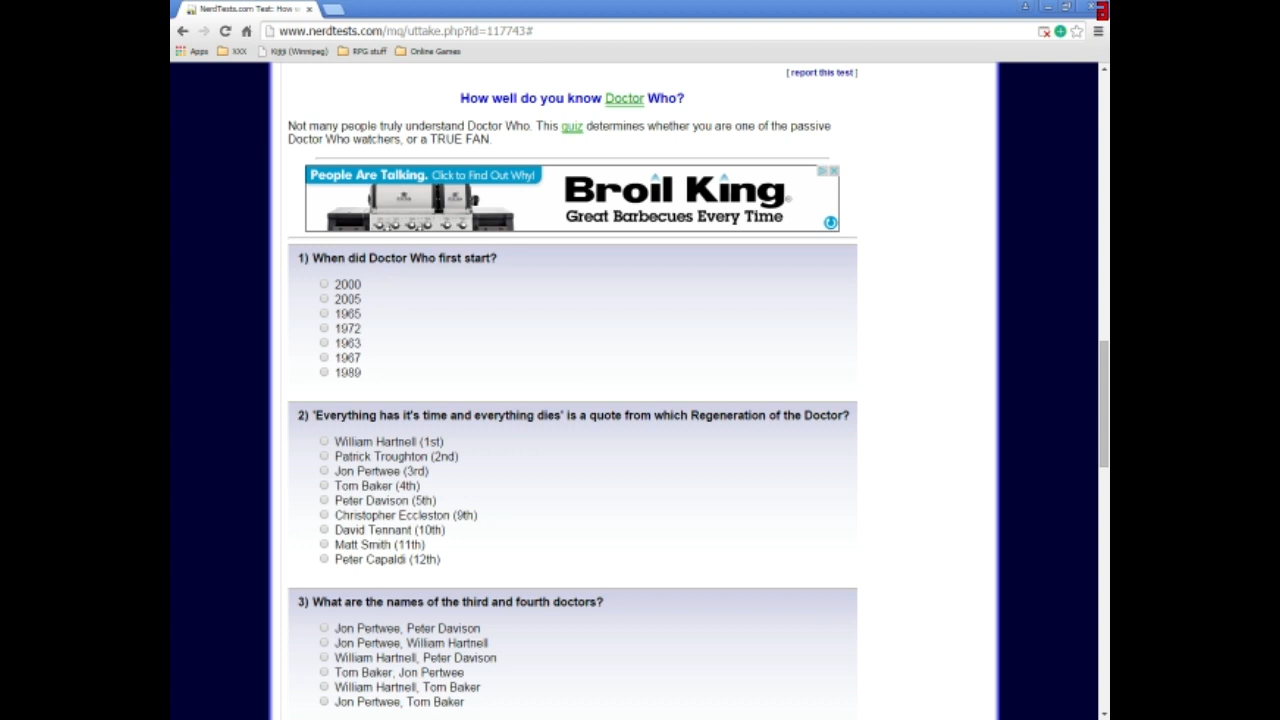 NerdTests.com Test: How w
www.nerdtests.com/mq/uttake.php?id=117743#
Apps XXX Kijiji (Winnipeg) RPG stuff Online Games
[ report this test ]
How well do you know Doctor Who?
Not many people truly understand Doctor Who. This quiz determines whether you are one of the passive
Doctor Who watchers, or a TRUE FAN.
People Are Talking. Click to Find Out Why!
Broil King
Great Barbecues Every Time
1) When did Doctor Who first start?
2000
2005
1965
1972
1963
1967
1989
2) 'Everything has it's time and everything dies' is a quote from which Regeneration of the Doctor?
William Hartnell (1st)
Patrick Troughton (2nd)
Jon Pertwee (3rd)
Tom Baker (4th)
Peter Davison (5th)
Christopher Eccleston (9th)
David Tennant (10th)
Matt Smith (11th)
Peter Capaldi (12th)
3) What are the names of the third and fourth doctors?
Jon Pertwee, Peter Davison
Jon Pertwee, William Hartnell
William Hartnell, Peter Davison
Tom Baker, Jon Pertwee
William Hartnell, Tom Baker
Jon Pertwee, Tom Baker